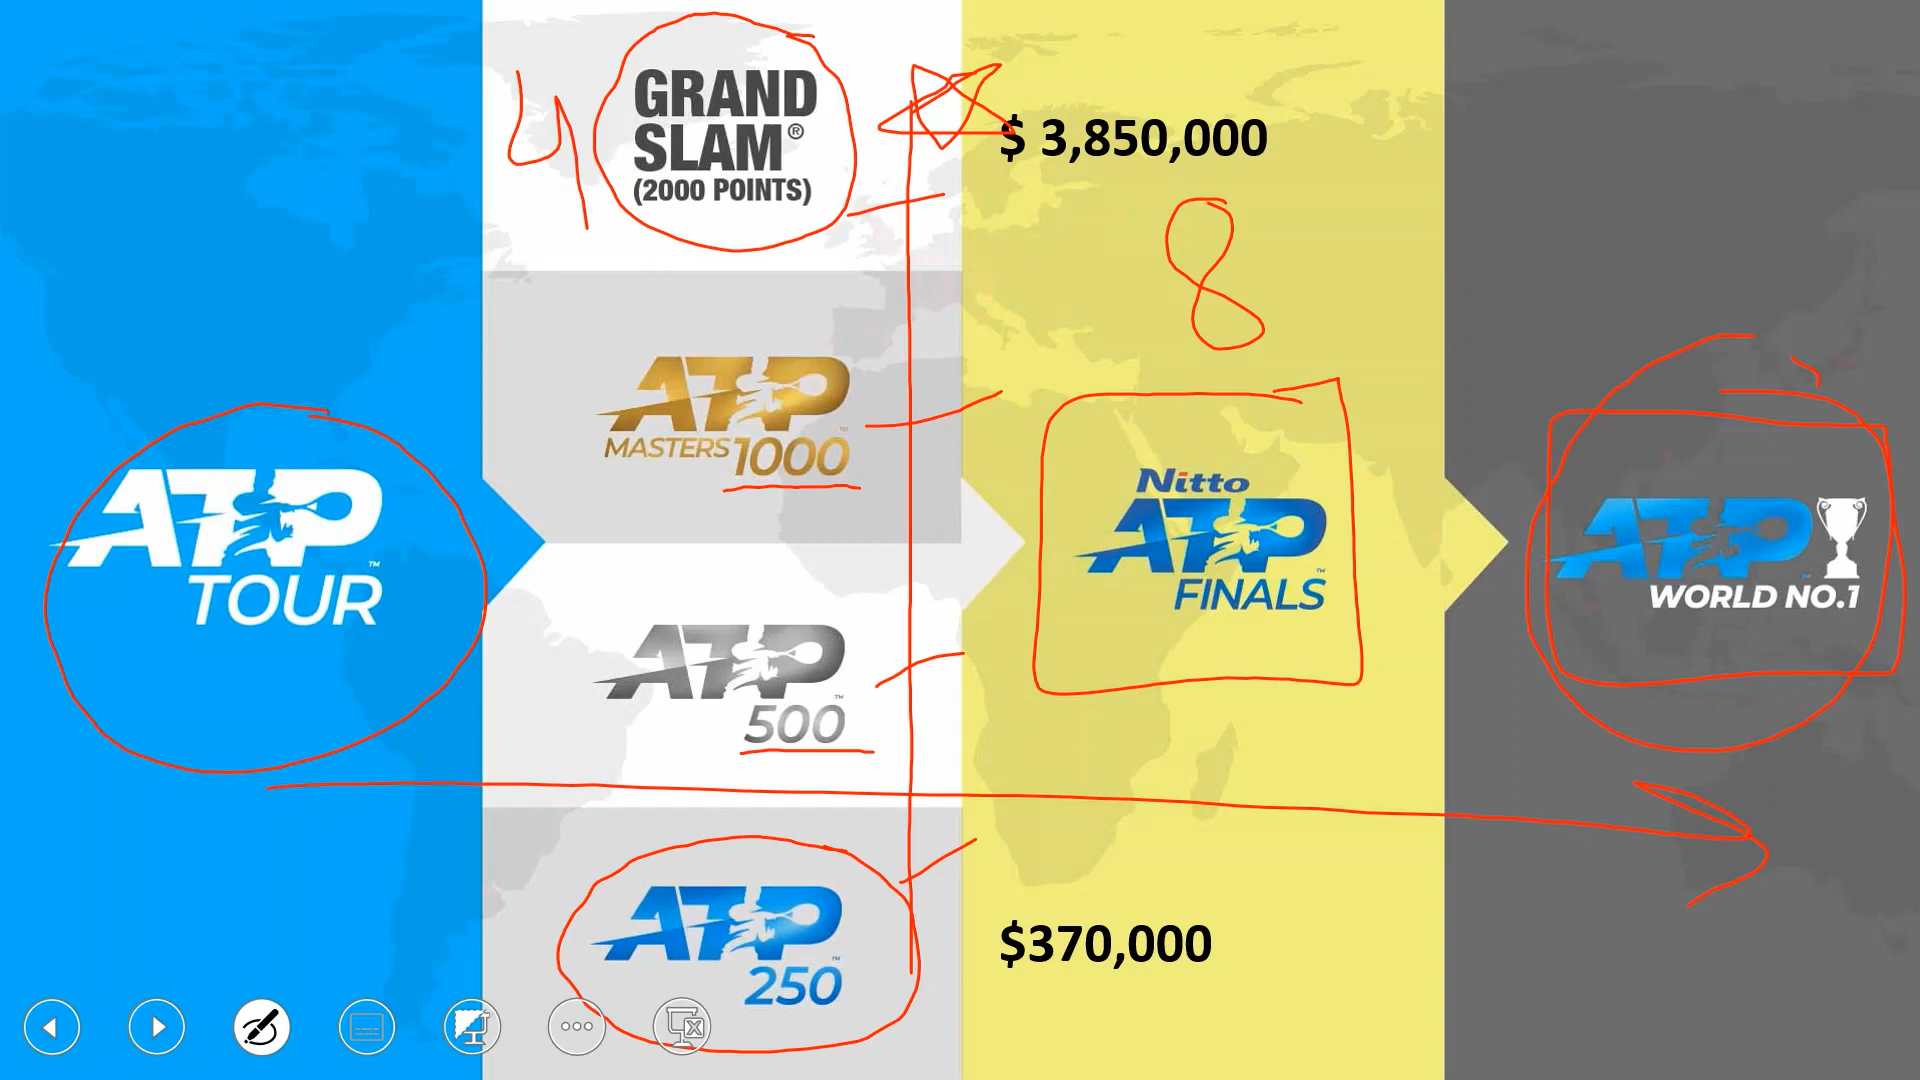 ATP
TOUR
4
GRAND
SLAM®
(2000 POINTS)
ATP
MASTERS 1000
ATP
500
ATP
250
$ 3,850,000
8
Nitto
ATP
FINALS
$370,000
ATP
WORLD NO.1